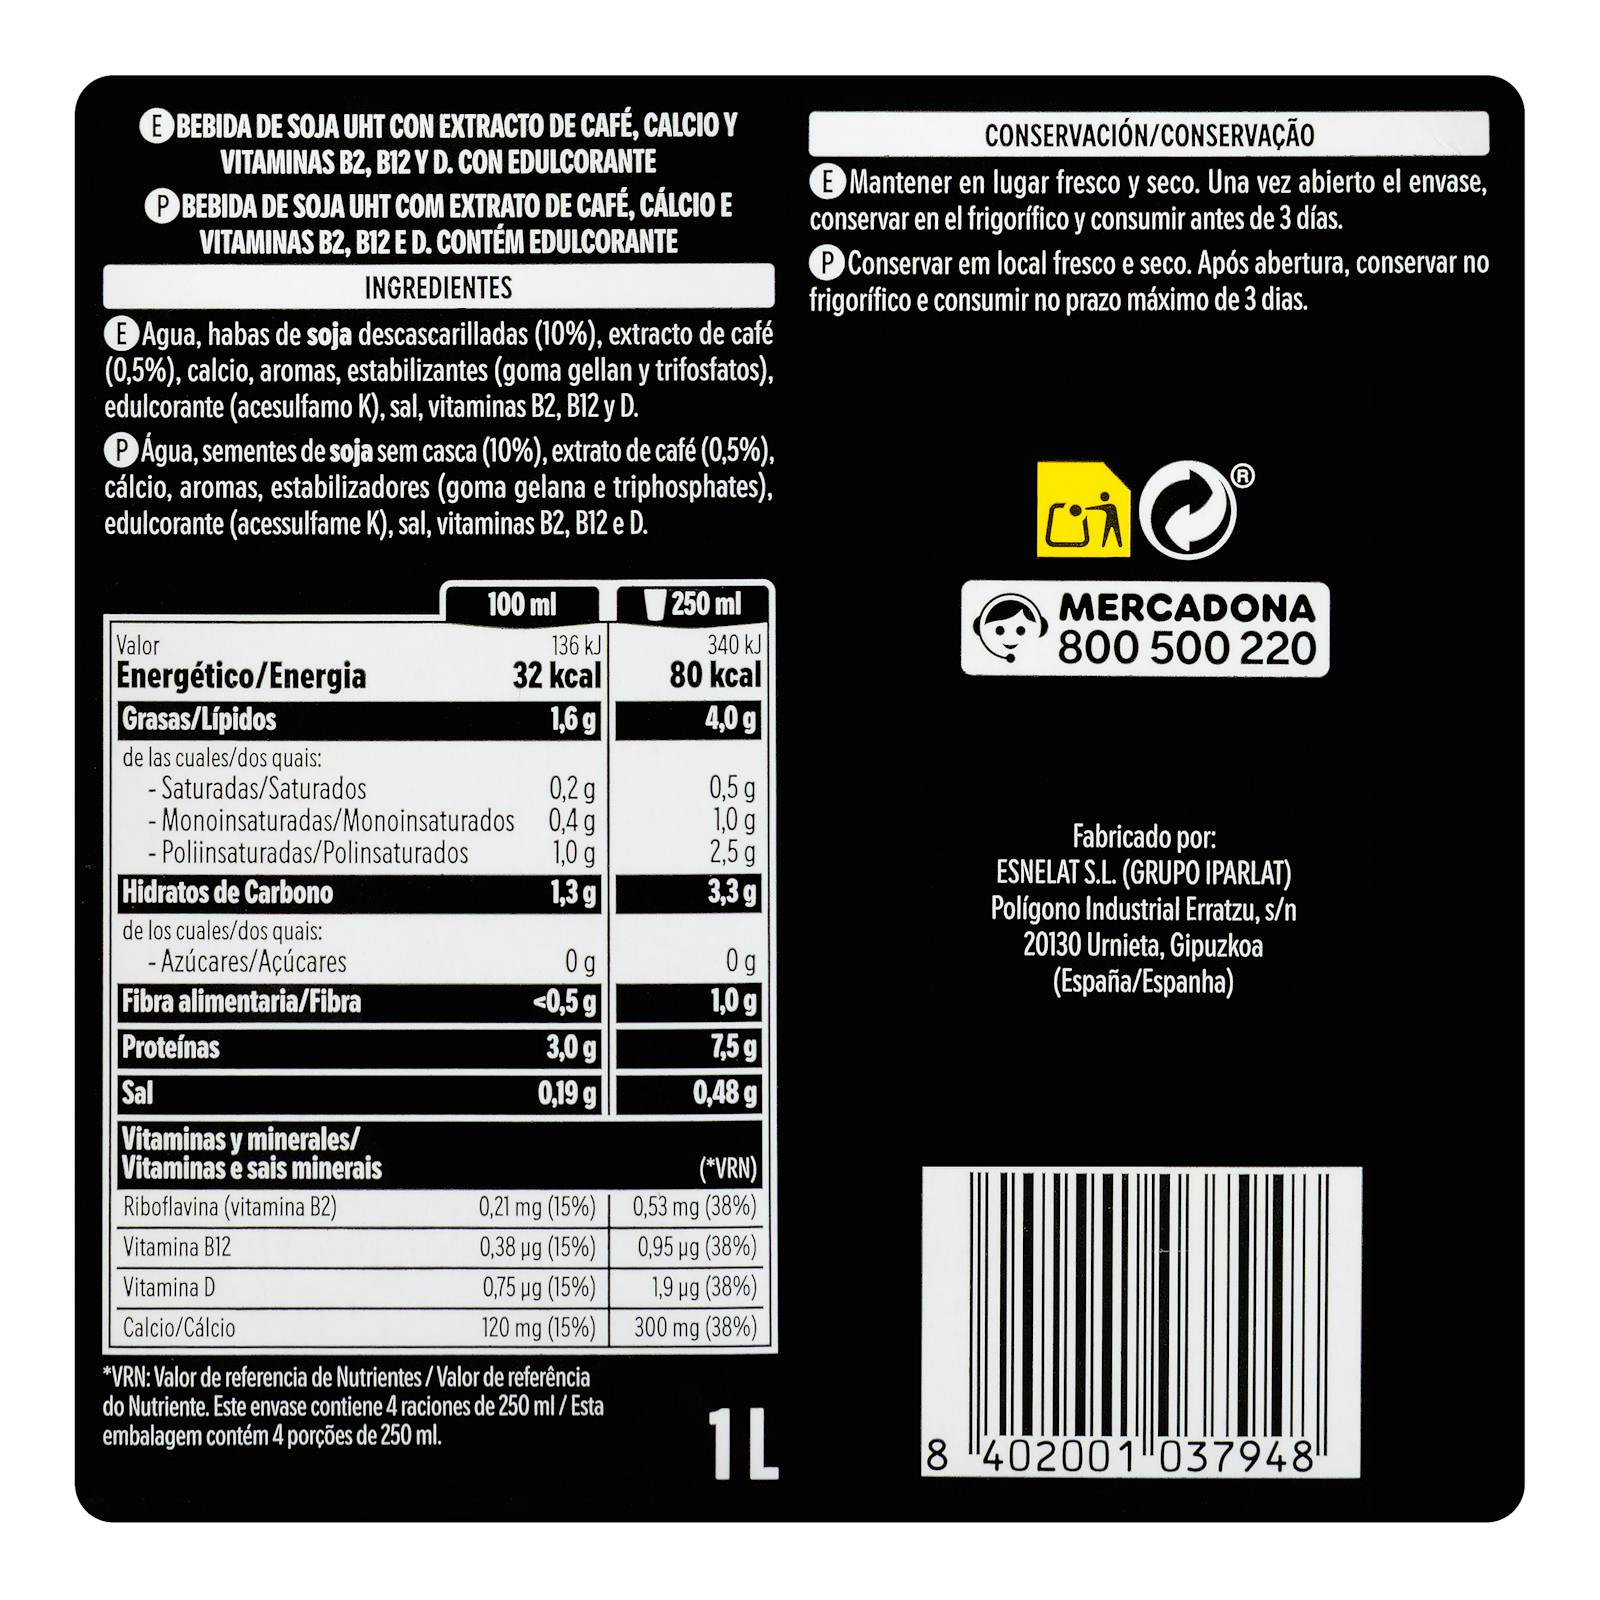 E BEBIDA DE SOJA UHT CON EXTRACTO DE CAFÉ, CALCIO Y
VITAMINAS B2, B12 Y D. CON EDULCORANTE
P BEBIDA DE SOJA UHT COM EXTRATO DE CAFÉ, CÁLCIO E
VITAMINAS B2, B12 E D. CONTÉM EDULCORANTE
INGREDIENTES
E Agua, habas de soja descascarilladas (10%), extracto de café
(0,5%), calcio, aromas, estabilizantes (goma gellan y trifosfatos),
edulcorante (acesulfamo K), sal, vitaminas B2, B12 y D.
P Água, sementes de soja sem casca (10%), extrato de café (0,5%),
cálcio, aromas, estabilizadores (goma gelana e triphosphates),
edulcorante (acessulfame K), sal, vitaminas B2, B12 e D.
100 ml 250 ml
Valor 136 kJ 340 kJ
Energético/Energia 32 kcal 80 kcal
Grasas/Lípidos 1,6 g 4,0 g
de las cuales/dos quais:
- Saturadas/Saturados 0,2 g 0,5 g
- Monoinsaturadas/Monoinsaturados 0,4 g 1,0 g
- Poliinsaturadas/Polinsaturados 1,0 g 2,5 g
Hidratos de Carbono 1,3 g 3,3 g
de los cuales/dos quais:
- Azúcares/Açúcares 0 g 0 g
Fibra alimentaria/Fibra <0,5 g 1,0 g
Proteínas 3,0 g 7,5 g
Sal 0,19 g 0,48 g
Vitaminas y minerales/
Vitaminas e sais minerais (*VRN)
Riboflavina (vitamina B2) 0,21 mg (15%) 0,53 mg (38%)
Vitamina B12 0,38 µg (15%) 0,95 µg (38%)
Vitamina D 0,75 µg (15%) 1,9 µg (38%)
Calcio/Cálcio 120 mg (15%) 300 mg (38%)
*VRN: Valor de referencia de Nutrientes / Valor de referência
do Nutriente. Este envase contiene 4 raciones de 250 ml / Esta
embalagem contém 4 porções de 250 ml.
1 L
CONSERVACIÓN/CONSERVAÇÃO
E Mantener en lugar fresco y seco. Una vez abierto el envase,
conservar en el frigorífico y consumir antes de 3 días.
P Conservar em local fresco e seco. Após abertura, conservar no
frigorífico e consumir no prazo máximo de 3 dias.
®
MERCADONA
800 500 220
Fabricado por:
ESNELAT S.L. (GRUPO IPARLAT)
Polígono Industrial Erratzu, s/n
20130 Urnieta, Gipuzkoa
(España/Espanha)
8 402001 037948